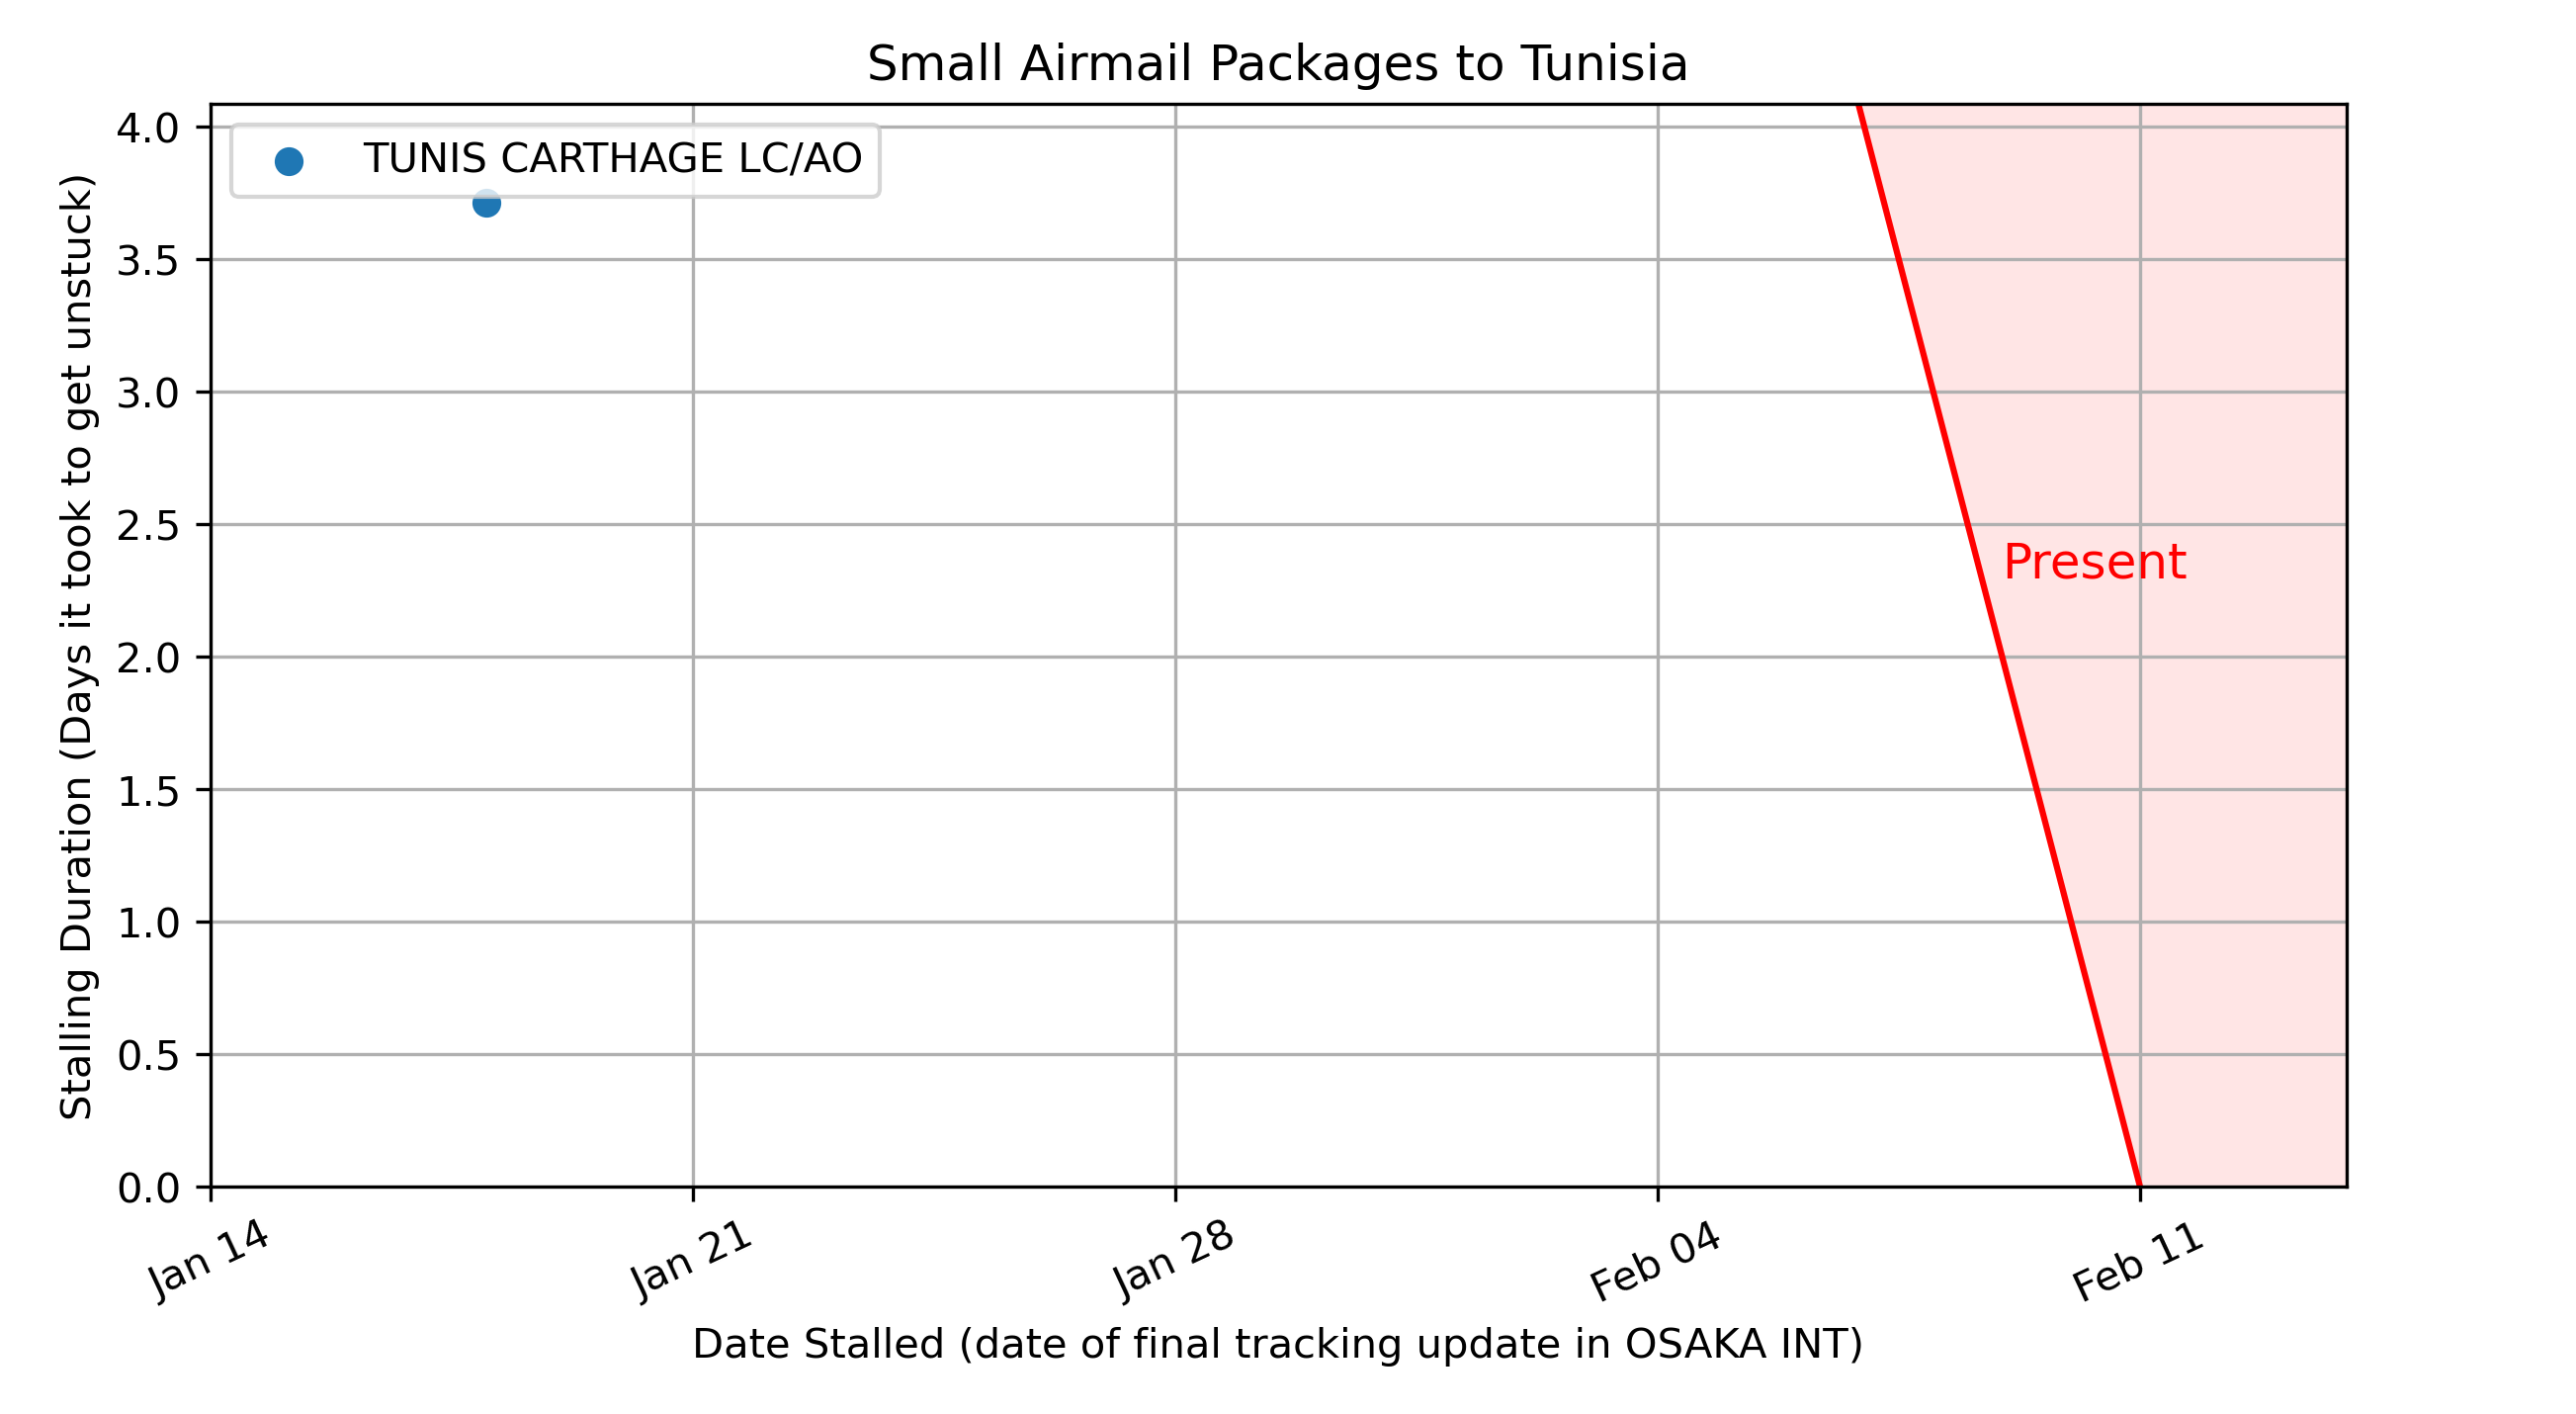 Small Airmail Packages to Tunisia
TUNIS CARTHAGE LC/AO
Stalling Duration (Days it took to get unstuck)
4.0
3.5
3.0
2.5
2.0
1.5
1.0
0.5
0.0
Present
Jan 14
Jan 21
Jan 28
Feb 04
Feb 11
Date Stalled (date of final tracking update in OSAKA INT)